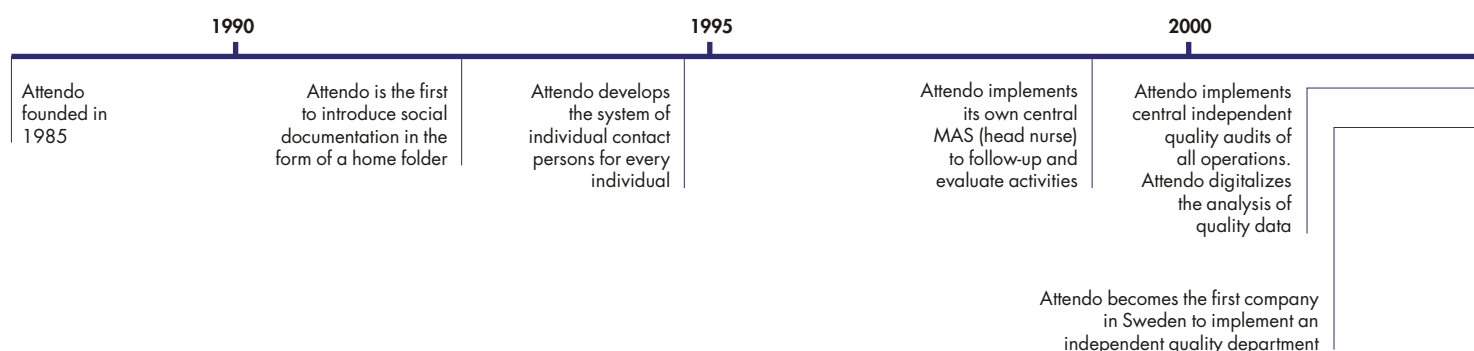 1990
1995
2000
Attendo
founded in
1985
Attendo is the first
to introduce social
documentation in the
form of a home folder
Attendo develops
the system of
individual contact
persons for every
individual
Attendo implements
its own central
MAS (head nurse)
to follow-up and
evaluate activities
Attendo implements
central independent
quality audits of
all operations.
Attendo digitalizes
the analysis of
quality data
Attendo becomes the first company
in Sweden to implement an
independent quality department